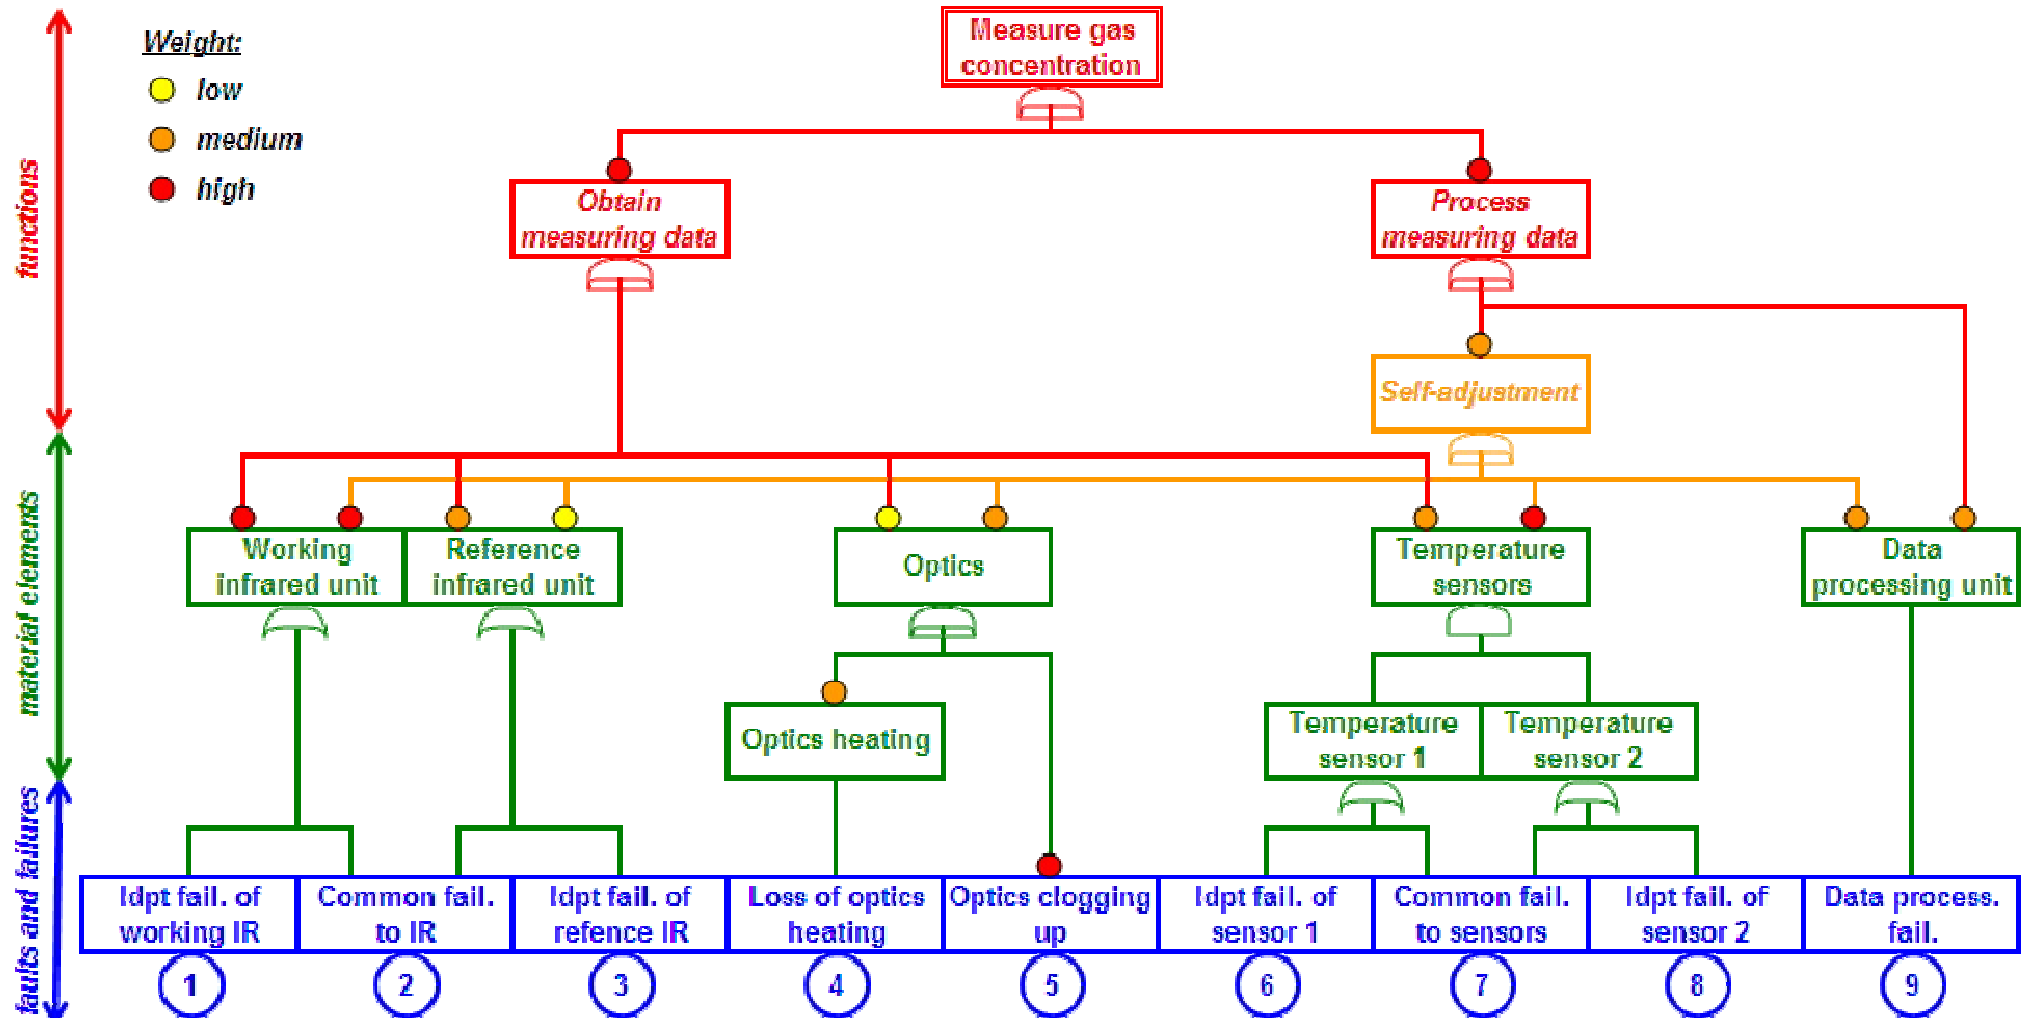 Measure gas
concentration
Weight:
low
medium
high
functions
Obtain
measuring data
Process
measuring data
Self-adjustment
material elements
Working
infrared unit
Reference
infrared unit
Optics
Temperature
sensors
Data
processing unit
Optics heating
Temperature
sensor 1
Temperature
sensor 2
faults and failures
Idpt fail. of
working IR
Common fail.
to IR
Idpt fail. of
refence IR
Loss of optics
heating
Optics clogging
up
Idpt fail. of
sensor 1
Common fail.
to sensors
Idpt fail. of
sensor 2
Data process.
fail.
1
2
3
4
5
6
7
8
9